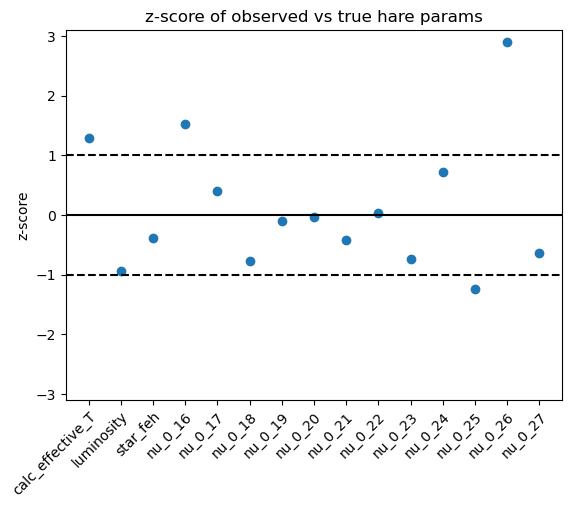 z-score of observed vs true hare params
3
2
1
0
−1
−2
−3
z-score
calc_effective_T
luminosity
star_feh
nu_0_16
nu_0_17
nu_0_18
nu_0_19
nu_0_20
nu_0_21
nu_0_22
nu_0_23
nu_0_24
nu_0_25
nu_0_26
nu_0_27